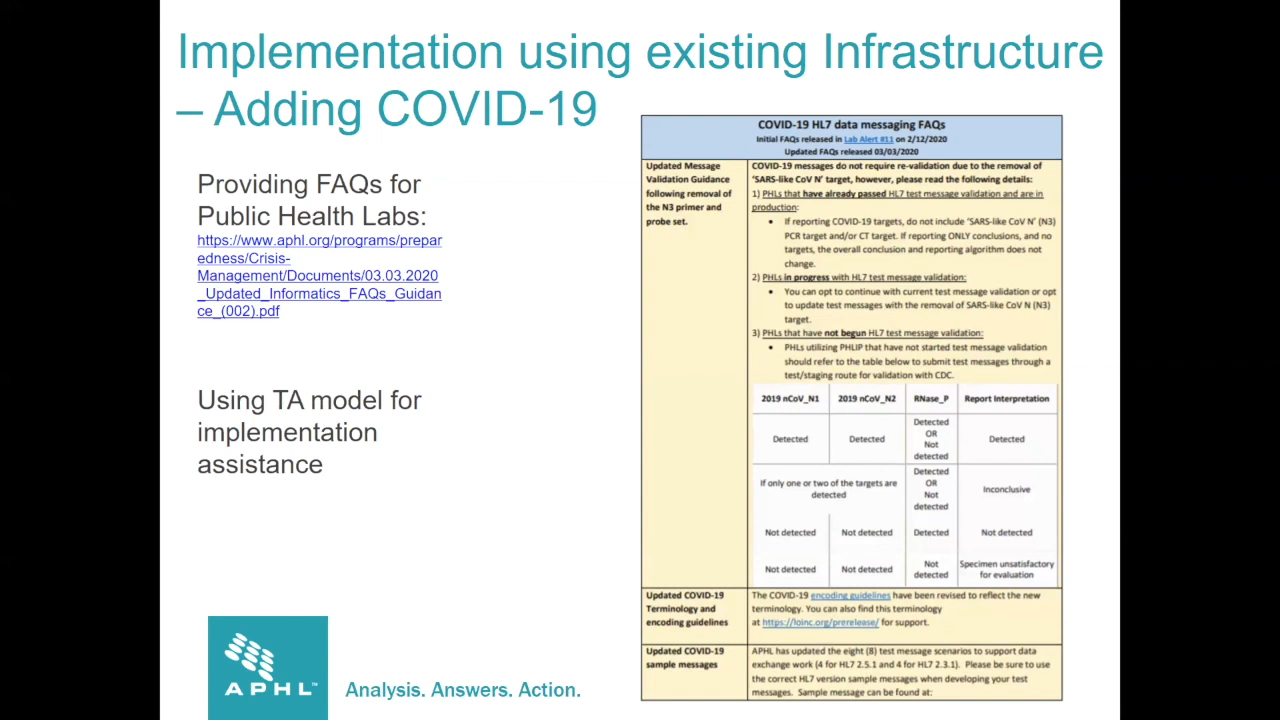 Implementation using existing Infrastructure
– Adding COVID-19
Providing FAQs for
Public Health Labs:
https://www.aphl.org/programs/prepar
edness/Crisis-
Management/Documents/03.03.2020
_Updated_Informatics_FAQs_Guidan
ce_(002).pdf
Using TA model for
implementation
assistance
COVID-19 HL7 data messaging FAQs
Initial FAQs released in Lab Alert #11 on 2/12/2020
Updated FAQs released 03/03/2020
Updated Message
Validation Guidance
following removal of
the N3 primer and
probe set.
COVID-19 messages do not require re-validation due to the removal of
'SARS-like CoV N' target, however, please read the following details:
1) PHLs that have already passed HL7 test message validation and are in
production:
• If reporting COVID-19 targets, do not include 'SARS-like CoV N' (N3)
PCR target and/or CT target. If reporting ONLY conclusions, and no
targets, the overall conclusion and reporting algorithm does not
change.
2) PHLs in progress with HL7 test message validation:
• You can opt to continue with current test message validation or opt
to update test messages with the removal of SARS-like CoV N (N3)
target.
3) PHLs that have not begun HL7 test message validation:
• PHLs utilizing PHLIP that have not started test message validation
should refer to the table below to submit test messages through a
test/staging route for validation with CDC.
2019 nCoV_N1 2019 nCoV_N2 RNase_P Report Interpretation
Detected Detected Detected OR Not detected Detected
If only one or two of the targets are detected Detected OR Not detected Inconclusive
Not detected Not detected Detected Not detected
Not detected Not detected Not detected Specimen unsatisfactory for evaluation
Updated COVID-19
Terminology and
encoding guidelines
The COVID-19 encoding guidelines have been revised to reflect the new
terminology. You can also find this terminology
at https://loinc.org/prerelease/ for support.
Updated COVID-19
sample messages
APHL has updated the eight (8) test message scenarios to support data
exchange work (4 for HL7 2.5.1 and 4 for HL7 2.3.1). Please be sure to use
the correct HL7 version sample messages when developing your test
messages. Sample message can be found at:
APHL™
Analysis. Answers. Action.